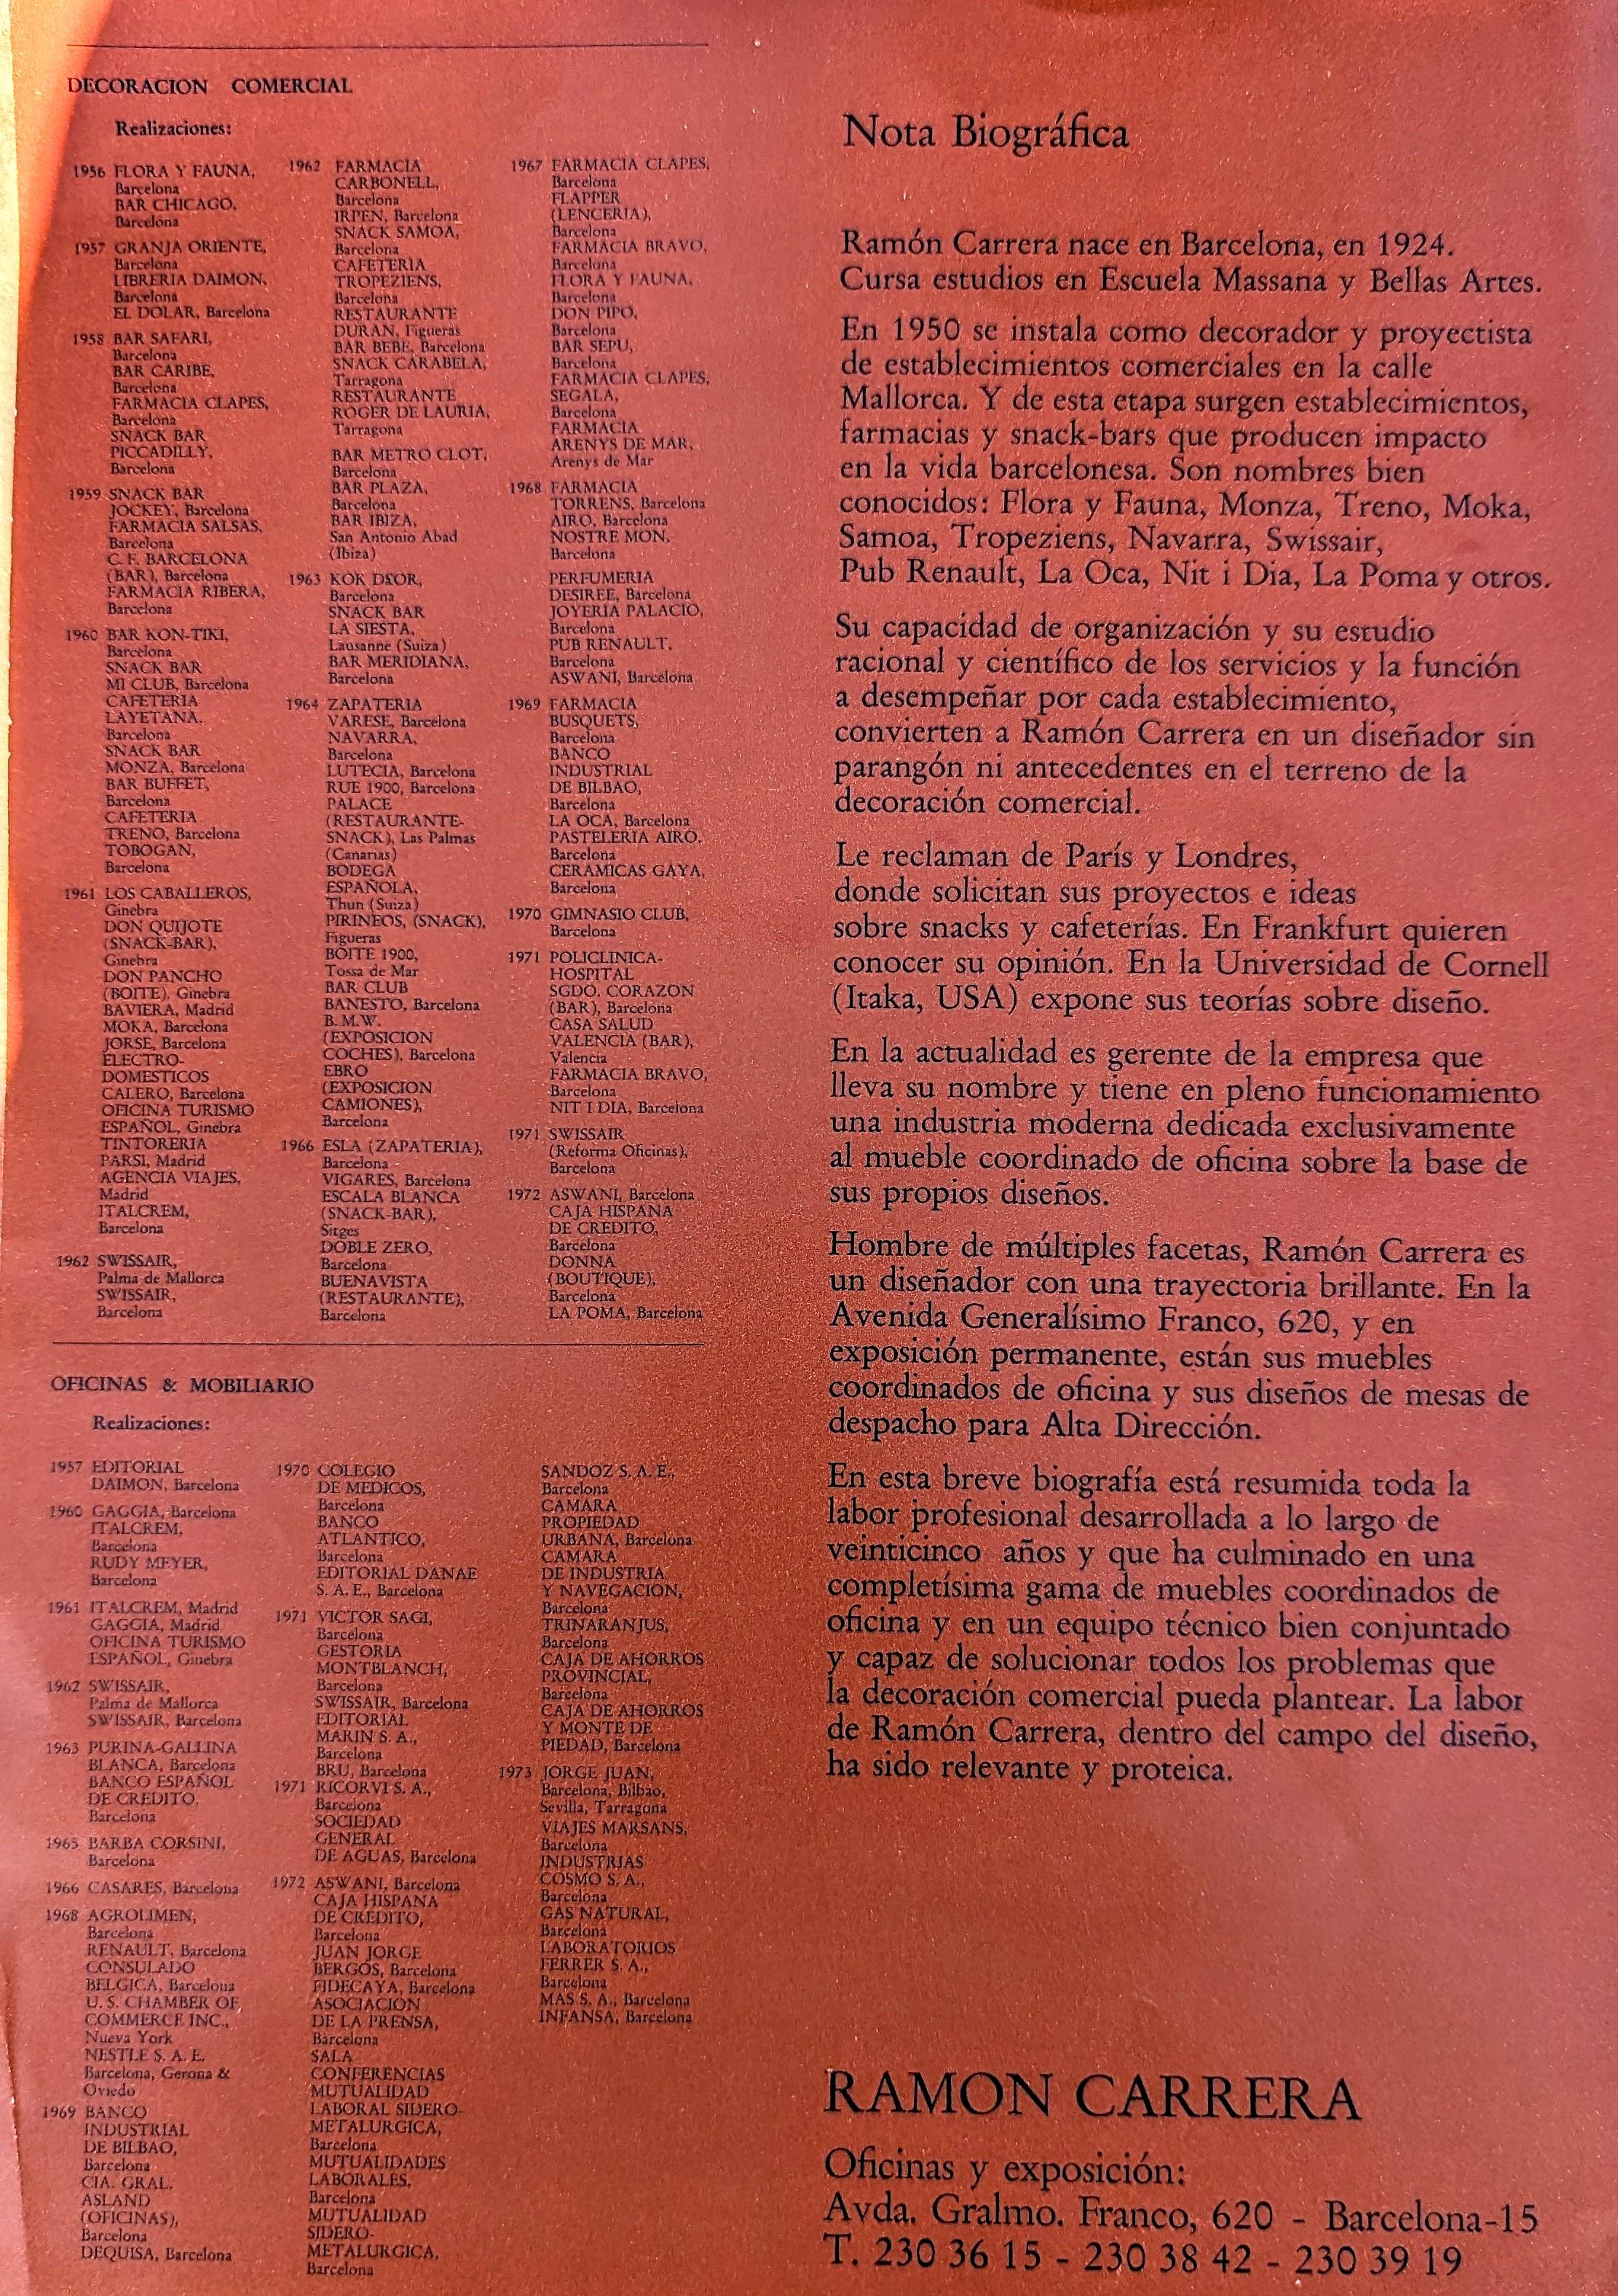 DECORACION COMERCIAL
Realizaciones:
1956 FLORA Y FAUNA,
Barcelona
BAR CHICAGO,
Barcelona
1957 GRANJA ORIENTE,
Barcelona
LIBRERIA DAIMON,
Barcelona
EL DOLAR, Barcelona
1958 BAR SAFARI,
Barcelona
BAR CARIBE,
Barcelona
FARMACIA CLAPES,
Barcelona
SNACK BAR
PICCADILLY,
Barcelona
1959 SNACK BAR
JOCKEY, Barcelona
FARMACIA SALSAS,
Barcelona
C. F. BARCELONA
(BAR), Barcelona
FARMACIA RIBERA,
Barcelona
1960 BAR KON-TIKI,
Barcelona
SNACK BAR
MI CLUB, Barcelona
CAFETERIA
LAYETANA,
Barcelona
SNACK BAR
MONZA, Barcelona
BAR BUFFET,
Barcelona
CAFETERIA
TRENO, Barcelona
TOBOGAN,
Barcelona
1961 LOS CABALLEROS,
Ginebra
DON QUIJOTE
(SNACK-BAR),
Ginebra
DON PANCHO
(BOITE), Ginebra
BAVIERA, Madrid
MOKA, Barcelona
JORSE, Barcelona
ELECTRO-
DOMESTICOS
CALERO, Barcelona
OFICINA TURISMO
ESPAÑOL, Ginebra
TINTORERIA
PARSI, Madrid
AGENCIA VIAJES,
Madrid
ITALCREM,
Barcelona
1962 SWISSAIR,
Palma de Mallorca
SWISSAIR,
Barcelona
1962 FARMACIA
CARBONELL,
Barcelona
IRPEN, Barcelona
SNACK SAMOA,
Barcelona
CAFETERIA
TROPEZIENS,
Barcelona
RESTAURANTE
DURAN, Figueras
BAR BEBE, Barcelona
SNACK CARABELA,
Tarragona
RESTAURANTE
ROGER DE LAURIA,
Tarragona
BAR METRO CLOT,
Barcelona
BAR PLAZA,
Barcelona
BAR IBIZA,
San Antonio Abad
(Ibiza)
1963 KOK DSOR,
Barcelona
SNACK BAR
LA SIESTA,
Lausanne (Suiza)
BAR MERIDIANA,
Barcelona
1964 ZAPATERIA
VARESE, Barcelona
NAVARRA,
Barcelona
LUTECIA, Barcelona
RUE 1900, Barcelona
PALACE
(RESTAURANTE-
SNACK), Las Palmas
(Canarias)
BODEGA
ESPAÑOLA,
Thun (Suiza)
PIRINEOS, (SNACK),
Figueras
BOITE 1900,
Tossa de Mar
BAR CLUB
BANESTO, Barcelona
B. M. W.
(EXPOSICION
COCHES), Barcelona
EBRO
(EXPOSICION
CAMIONES),
Barcelona
1966 ESLA (ZAPATERIA),
Barcelona
VIGARES, Barcelona
ESCALA BLANCA
(SNACK-BAR),
Sitges
DOBLE ZERO,
Barcelona
BUENAVISTA
(RESTAURANTE),
Barcelona
1967 FARMACIA CLAPES,
Barcelona
FLAPPER
(LENCERIA),
Barcelona
FARMACIA BRAVO,
Barcelona
FLORA Y FAUNA,
Barcelona
DON PIPO,
Barcelona
BAR SEPU,
Barcelona
FARMACIA CLAPES,
SEGALA,
Barcelona
FARMACIA
ARENYS DE MAR,
Arenys de Mar
1968 FARMACIA
TORRENS, Barcelona
AIRO, Barcelona
NOSTRE MON,
Barcelona
PERFUMERIA
DESIREE, Barcelona
JOYERIA PALACIO,
Barcelona
PUB RENAULT,
Barcelona
ASWANI, Barcelona
1969 FARMACIA
BUSQUETS,
Barcelona
BANCO
INDUSTRIAL
DE BILBAO,
Barcelona
LA OCA, Barcelona
PASTELERIA AIRO,
Barcelona
CERAMICAS GAYA,
Barcelona
1970 GIMNASIO CLUB,
Barcelona
1971 POLICLINICA-
HOSPITAL
SGDO. CORAZON
(BAR), Barcelona
CASA SALUD
VALENCIA (BAR),
Valencia
FARMACIA BRAVO,
Barcelona
NIT I DIA, Barcelona
1971 SWISSAIR
(Reforma Oficinas),
Barcelona
1972 ASWANI, Barcelona
CAJA HISPANA
DE CREDITO,
Barcelona
DONNA
(BOUTIQUE),
Barcelona
LA POMA, Barcelona
OFICINAS & MOBILIARIO
Realizaciones:
1957 EDITORIAL
DAIMON, Barcelona
1960 GAGGIA, Barcelona
ITALCREM,
Barcelona
RUDY MEYER,
Barcelona
1961 ITALCREM, Madrid
GAGGIA, Madrid
OFICINA TURISMO
ESPAÑOL, Ginebra
1962 SWISSAIR,
Palma de Mallorca
SWISSAIR, Barcelona
1963 PURINA-GALLINA
BLANCA, Barcelona
BANCO ESPAÑOL
DE CREDITO,
Barcelona
1965 BARBA CORSINI,
Barcelona
1966 CASARES, Barcelona
1968 AGROLIMEN,
Barcelona
RENAULT, Barcelona
CONSULADO
BELGICA, Barcelona
U. S. CHAMBER OF
COMMERCE INC.,
Nueva York
NESTLE S. A. E.
Barcelona, Gerona &
Oviedo
1969 BANCO
INDUSTRIAL
DE BILBAO,
Barcelona
CIA. GRAL.
ASLAND
(OFICINAS),
Barcelona
DEQUISA, Barcelona
1970 COLEGIO
DE MEDICOS,
Barcelona
BANCO
ATLANTICO,
Barcelona
EDITORIAL DANAE
S. A. E., Barcelona
1971 VICTOR SAGI,
Barcelona
GESTORIA
MONTBLANCH,
Barcelona
SWISSAIR, Barcelona
EDITORIAL
MARIN S. A.,
Barcelona
BRU, Barcelona
1971 RICORVI S. A.,
Barcelona
SOCIEDAD
GENERAL
DE AGUAS, Barcelona
1972 ASWANI, Barcelona
CAJA HISPANA
DE CREDITO,
Barcelona
JUAN JORGE
BERGOS, Barcelona
FIDECAYA, Barcelona
ASOCIACION
DE LA PRENSA,
Barcelona
SALA
CONFERENCIAS
MUTUALIDAD
LABORAL SIDERO-
METALURGICA,
Barcelona
MUTUALIDADES
LABORALES,
Barcelona
MUTUALIDAD
SIDERO-
METALURGICA,
Barcelona
SANDOZ S. A. E.,
Barcelona
CAMARA
PROPIEDAD
URBANA, Barcelona
CAMARA
DE INDUSTRIA
Y NAVEGACION,
Barcelona
TRINARANJUS,
Barcelona
CAJA DE AHORROS
PROVINCIAL,
Barcelona
CAJA DE AHORROS
Y MONTE DE
PIEDAD, Barcelona
1973 JORGE JUAN,
Barcelona, Bilbao,
Sevilla, Tarragona
VIAJES MARSANS,
Barcelona
INDUSTRIAS
COSMO S. A.,
Barcelona
GAS NATURAL,
Barcelona
LABORATORIOS
FERRER S. A.,
Barcelona
MAS S. A., Barcelona
INFANSA, Barcelona
Nota Biográfica
Ramón Carrera nace en Barcelona, en 1924.
Cursa estudios en Escuela Massana y Bellas Artes.
En 1950 se instala como decorador y proyectista
de establecimientos comerciales en la calle
Mallorca. Y de esta etapa surgen establecimientos,
farmacias y snack-bars que producen impacto
en la vida barcelonesa. Son nombres bien
conocidos: Flora y Fauna, Monza, Treno, Moka,
Samoa, Tropeziens, Navarra, Swissair,
Pub Renault, La Oca, Nit i Dia, La Poma y otros.
Su capacidad de organización y su estudio
racional y científico de los servicios y la función
a desempeñar por cada establecimiento,
convierten a Ramón Carrera en un diseñador sin
parangón ni antecedentes en el terreno de la
decoración comercial.
Le reclaman de París y Londres,
donde solicitan sus proyectos e ideas
sobre snacks y cafeterías. En Frankfurt quieren
conocer su opinión. En la Universidad de Cornell
(Itaka, USA) expone sus teorías sobre diseño.
En la actualidad es gerente de la empresa que
lleva su nombre y tiene en pleno funcionamiento
una industria moderna dedicada exclusivamente
al mueble coordinado de oficina sobre la base de
sus propios diseños.
Hombre de múltiples facetas, Ramón Carrera es
un diseñador con una trayectoria brillante. En la
Avenida Generalísimo Franco, 620, y en
exposición permanente, están sus muebles
coordinados de oficina y sus diseños de mesas de
despacho para Alta Dirección.
En esta breve biografía está resumida toda la
labor profesional desarrollada a lo largo de
veinticinco años y que ha culminado en una
completísima gama de muebles coordinados de
oficina y en un equipo técnico bien conjuntado
y capaz de solucionar todos los problemas que
la decoración comercial pueda plantear. La labor
de Ramón Carrera, dentro del campo del diseño,
ha sido relevante y proteica.
RAMON CARRERA
Oficinas y exposición:
Avda. Gralmo. Franco, 620 - Barcelona-15
T. 230 36 15 - 230 38 42 - 230 39 19